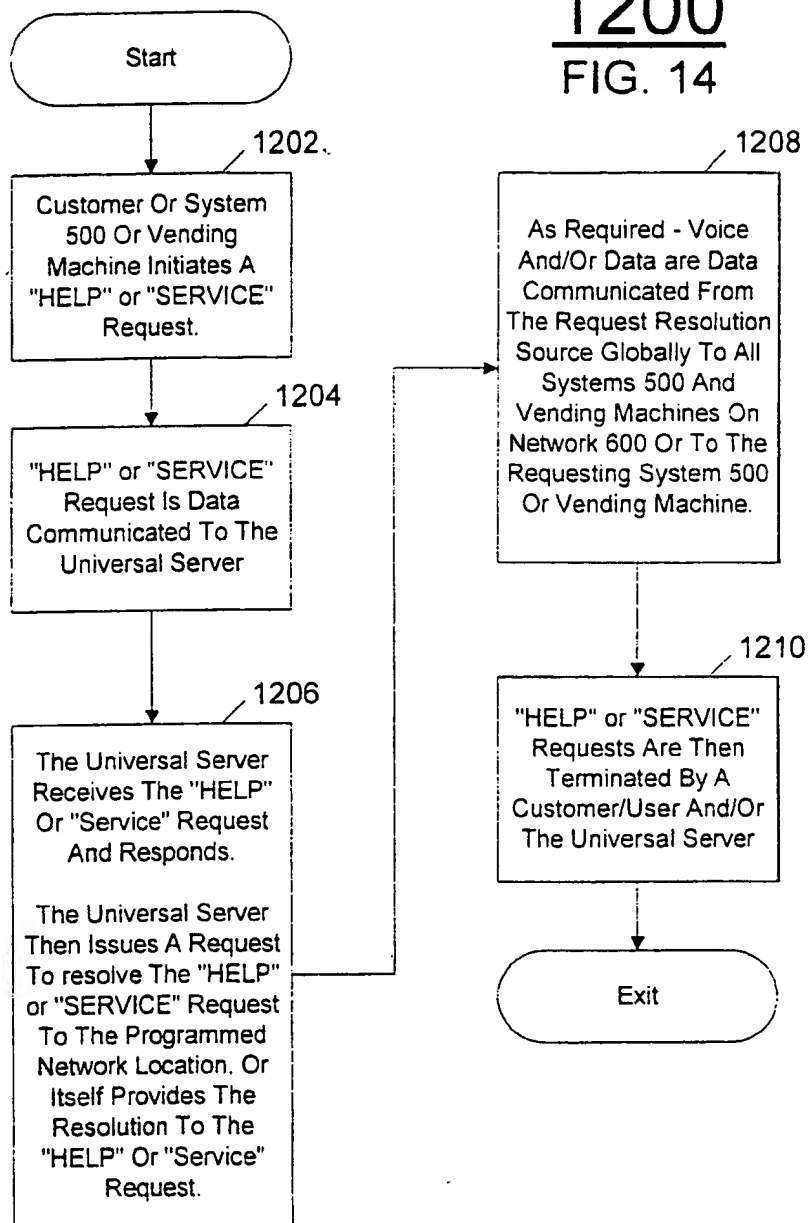 1200
FIG. 14
Start
1202
Customer Or System
500 Or Vending
Machine Initiates A
"HELP" or "SERVICE"
Request.
1204
"HELP" or "SERVICE"
Request Is Data
Communicated To The
Universal Server
1206
The Universal Server
Receives The "HELP"
Or "Service" Request
And Responds.
The Universal Server
Then Issues A Request
To resolve The "HELP"
or "SERVICE" Request
To The Programmed
Network Location. Or
Itself Provides The
Resolution To The
"HELP" Or "Service"
Request.
1208
As Required - Voice
And/Or Data are Data
Communicated From
The Request Resolution
Source Globally To All
Systems 500 And
Vending Machines On
Network 600 Or To The
Requesting System 500
Or Vending Machine.
1210
"HELP" or "SERVICE"
Requests Are Then
Terminated By A
Customer/User And/Or
The Universal Server
Exit